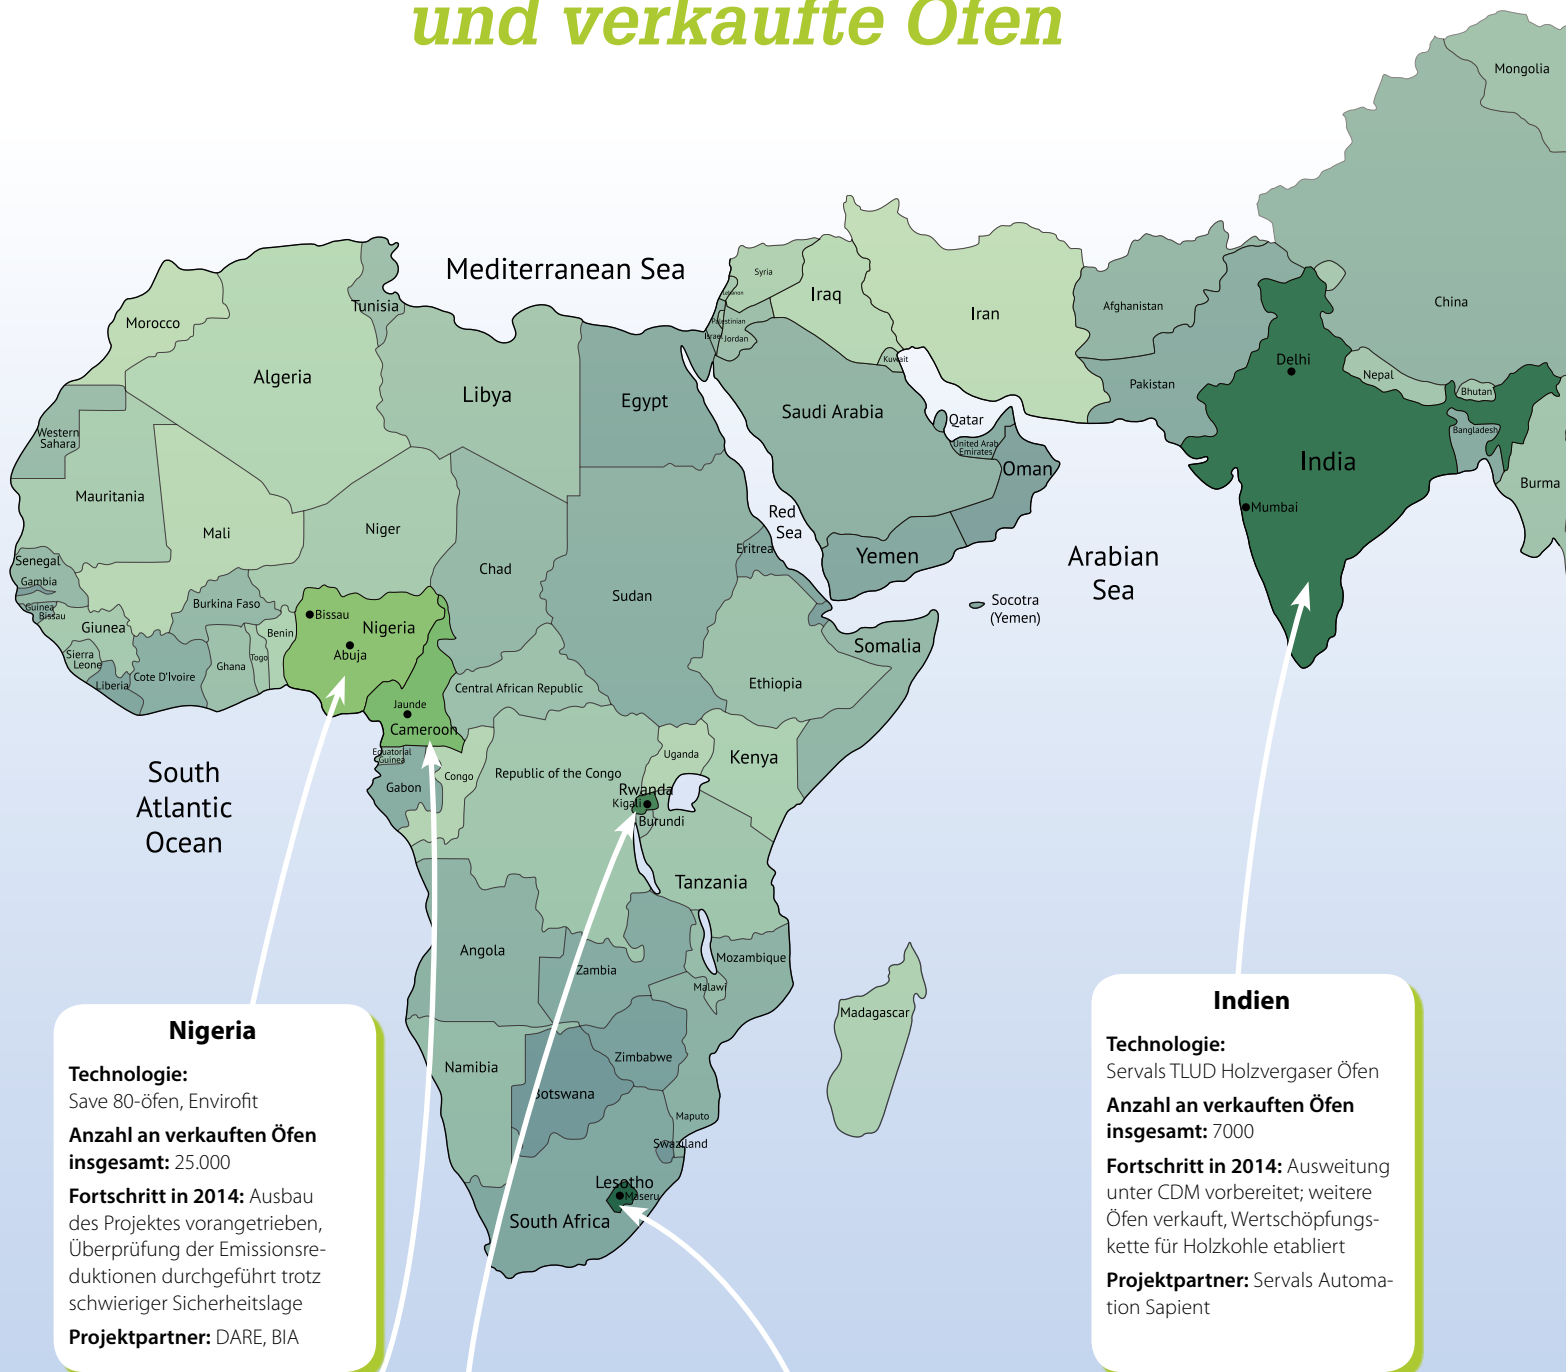 und verkaufte Öfen
Mongolia
Mediterranean Sea
Syria
Lebanon
Iraq
Iran
Afghanistan
China
Tunisia
Morocco
Palestinian
Israel
Jordan
Kuwait
Delhi
Nepal
Pakistan
Bhutan
Algeria
Libya
Egypt
Saudi Arabia
Qatar
United Arab
Emirates
Oman
Bangladesh
India
Burma
Western
Sahara
Mauritania
Mali
Niger
Chad
Red
Sea
Mumbai
Eritrea
Yemen
Arabian
Sea
Senegal
Gambia
Guinea
Bissau
Giunea
Burkina Faso
Sudan
Socotra
(Yemen)
Bissau
Nigeria
Abuja
Benin
Togo
Ghana
Sierra
Leone
Liberia
Cote D'Ivoire
Somalia
Ethiopia
Central African Republic
Jaunde
Cameroon
Equatorial
Guinea
Gabon
Congo
Republic of the Congo
Uganda
Kenya
Rwanda
Kigali
Burundi
South
Atlantic
Ocean
Tanzania
Angola
Zambia
Mozambique
Malawi
Madagascar
Namibia
Zimbabwe
Botswana
Maputo
Swaziland
Lesotho
Maseru
South Africa
Nigeria
Technologie:
Save 80-öfen, Envirofit
Anzahl an verkauften Öfen
insgesamt: 25.000
Fortschritt in 2014: Ausbau
des Projektes vorangetrieben,
Überprüfung der Emissionsre-
duktionen durchgeführt trotz
schwieriger Sicherheitslage
Projektpartner: DARE, BIA
Indien
Technologie:
Servals TLUD Holzvergaser Öfen
Anzahl an verkauften Öfen
insgesamt: 7000
Fortschritt in 2014: Ausweitung
unter CDM vorbereitet; weitere
Öfen verkauft, Wertschöpfungs-
kette für Holzkohle etabliert
Projektpartner: Servals Automa-
tion Sapient